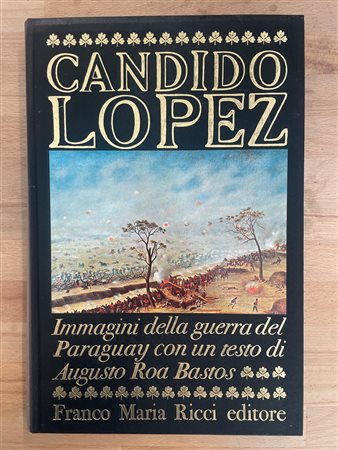 CANDIDO
LOPEZ
Immagini della guerra del
Paraguay con un testo di
Augusto Roa Bastos
Franco Maria Ricci editore